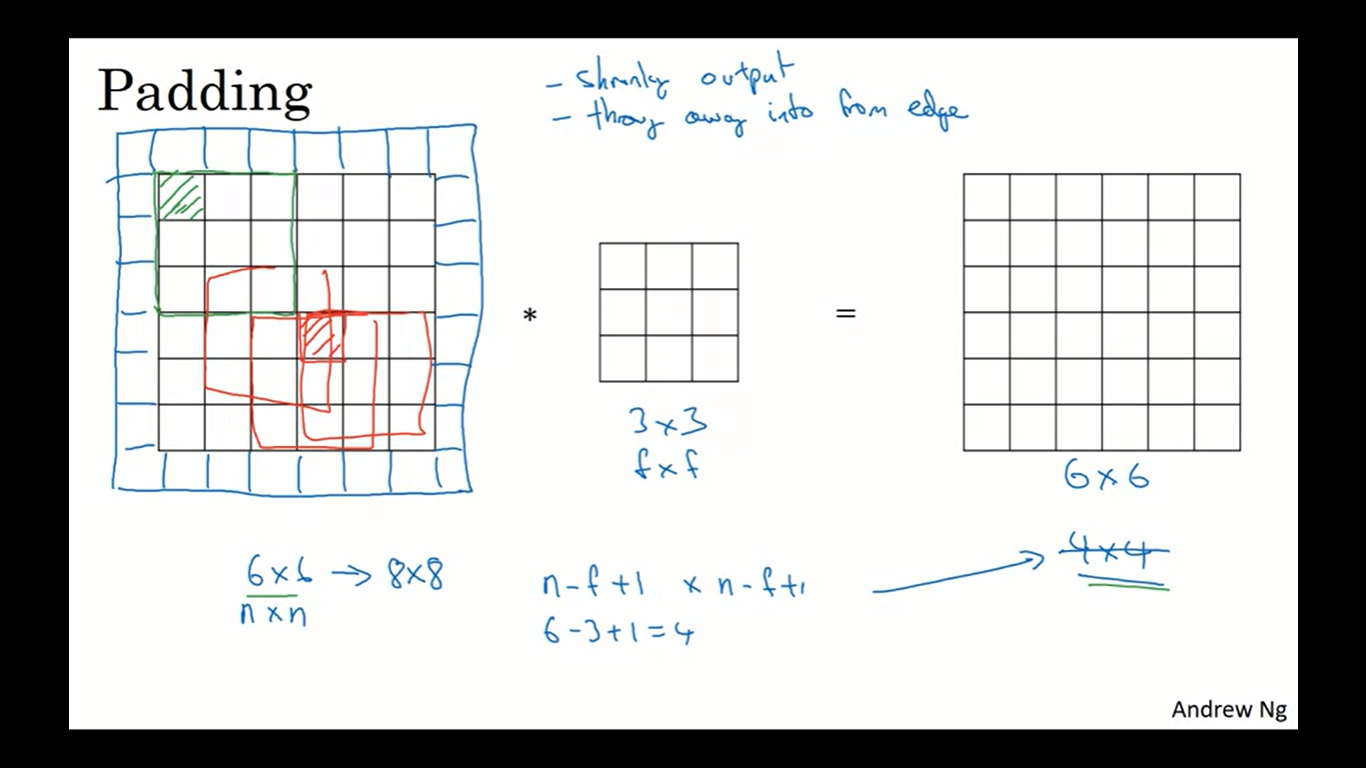 Padding
- shrinky output
- throy away info from edge
*
=
3×3
f×f
6×6
6×6 → 8×8
n×n
n-f+1 × n-f+1
6-3+1=4
4×4
Andrew Ng